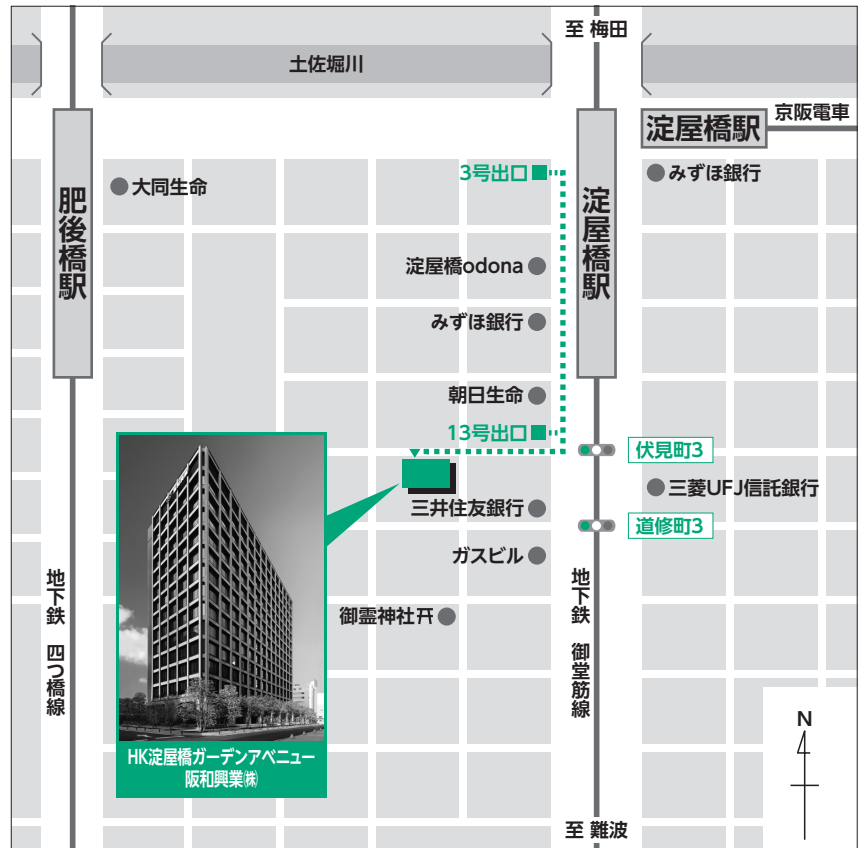 至 梅田
土佐堀川
京阪電車
淀屋橋駅
3号出口
みずほ銀行
大同生命
肥後橋駅
淀屋橋駅
淀屋橋odona
みずほ銀行
朝日生命
13号出口
伏見町3
三菱UFJ信託銀行
三井住友銀行
道修町3
ガスビル
地下鉄 四つ橋線
地下鉄 御堂筋線
御霊神社⛩
N
HK淀屋橋ガーデンアベニュー
阪和興業㈱
至 難波